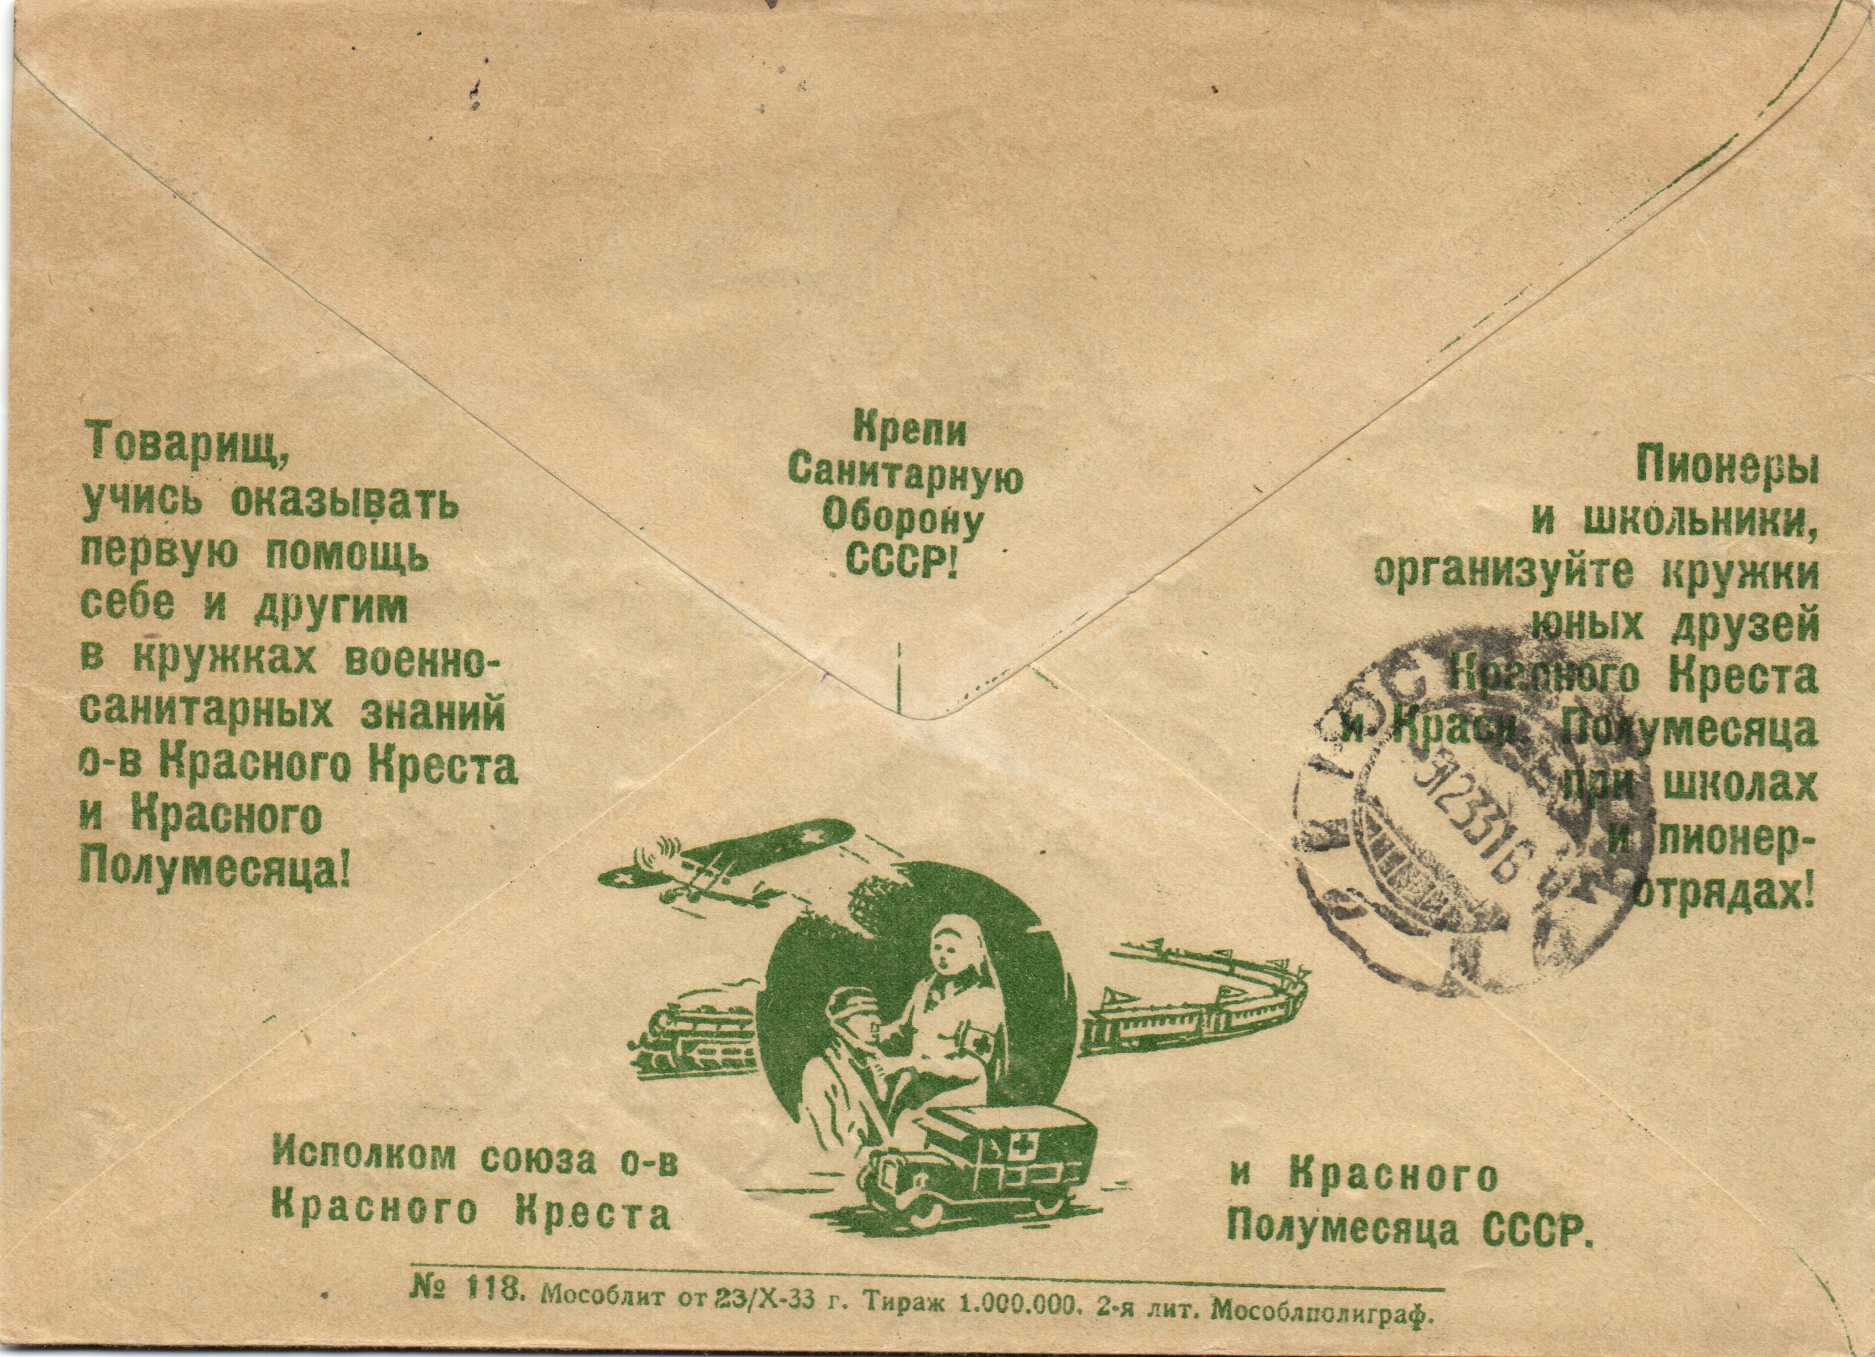 Товарищ,
учись оказывать
первую помощь
себе и другим
в кружках военно-
санитарных знаний
о-в Красного Креста
и Красного
Полумесяца!
Крепи
Санитарную
Оборону
СССР!
Пионеры
и школьники,
организуйте кружки
юных друзей
Красного Креста
и Красн. Полумесяца
при школах
и пионер-
отрядах!
Исполком союза о-в
Красного Креста
и Красного
Полумесяца СССР.
№ 118. Мособлит от 23/X-33 г. Тираж 1.000.000. 2-я лит. Мособлполиграф.